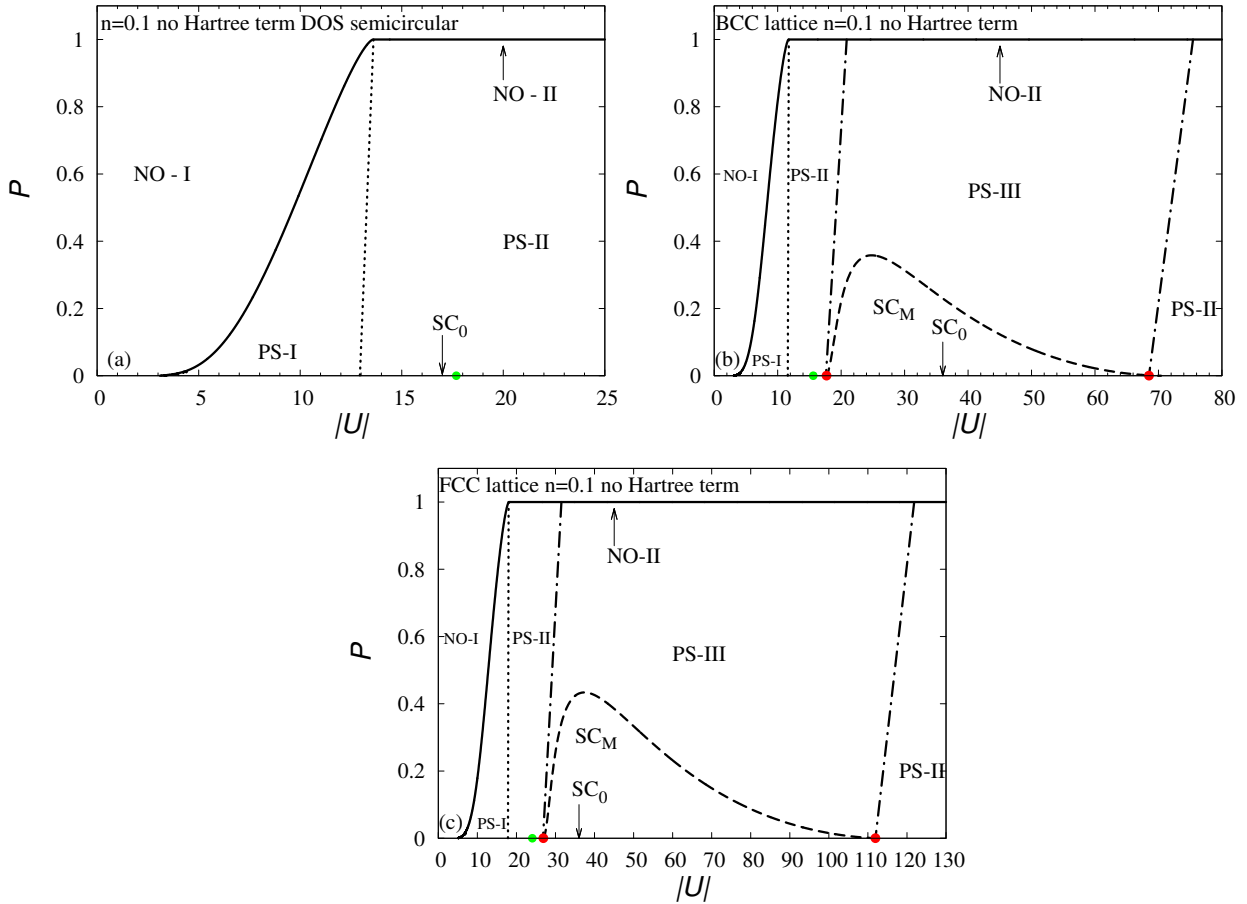 n=0.1 no Hartree term DOS semicircular
1
0.8
0.6
0.4
0.2
0
P
NO - I
NO - II
PS-II
PS-I
SC0
(a)
0 5 10 15 20 25
|U|
BCC lattice n=0.1 no Hartree term
1
0.8
0.6
0.4
0.2
0
P
NO-I
PS-II
NO-II
PS-III
SCM
SC0
PS-II
PS-I
(b)
0 10 20 30 40 50 60 70 80
|U|
FCC lattice n=0.1 no Hartree term
1
0.8
0.6
0.4
0.2
0
P
NO-I
PS-II
NO-II
PS-III
SCM
SC0
PS-II
PS-I
(c)
0 10 20 30 40 50 60 70 80 90 100 110 120 130
|U|